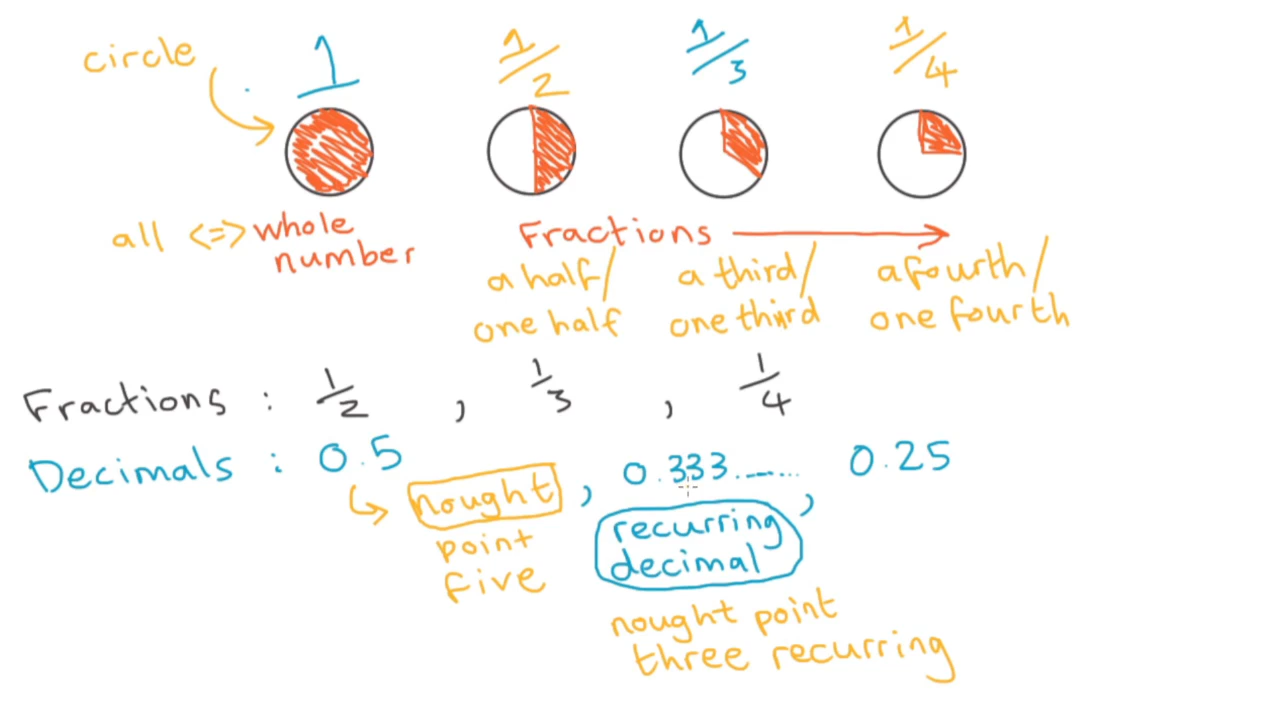 circle
1
1/2
1/3
1/4
all <=> whole number
Fractions
a half/ one half
a third/ one third
a fourth/ one fourth
Fractions : 1/2 , 1/3 , 1/4
Decimals : 0.5 , 0.333....... , 0.25
nought
point
five
recurring
decimal
nought point
three recurring